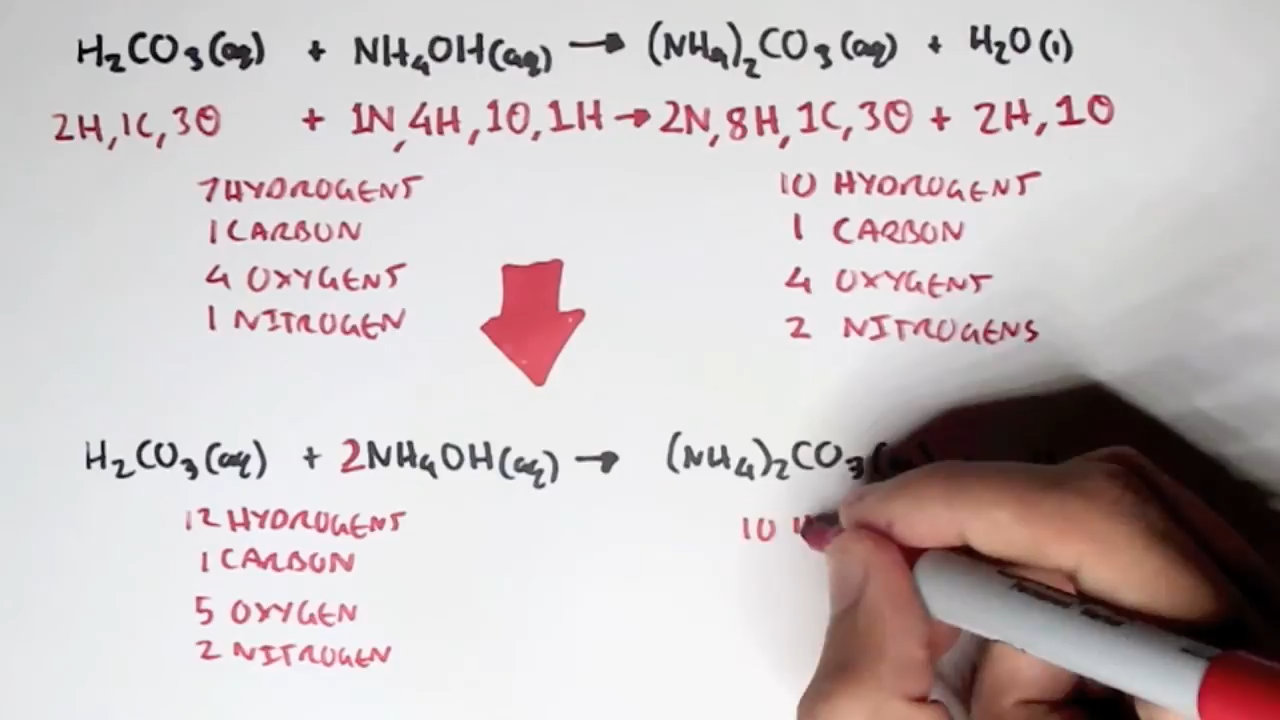 H₂CO₃(aq) + NH₄OH(aq) → (NH₄)₂CO₃(aq) + H₂O(l)
2H,1C,3O + 1N,4H,1O,1H → 2N,8H,1C,3O + 2H,1O
7 HYDROGENS 10 HYDROGENS
1 CARBON 1 CARBON
4 OXYGENS 4 OXYGENS
1 NITROGEN 2 NITROGENS
H₂CO₃(aq) + 2NH₄OH(aq) → (NH₄)₂CO₃
12 HYDROGENS 10
1 CARBON
5 OXYGEN
2 NITROGEN